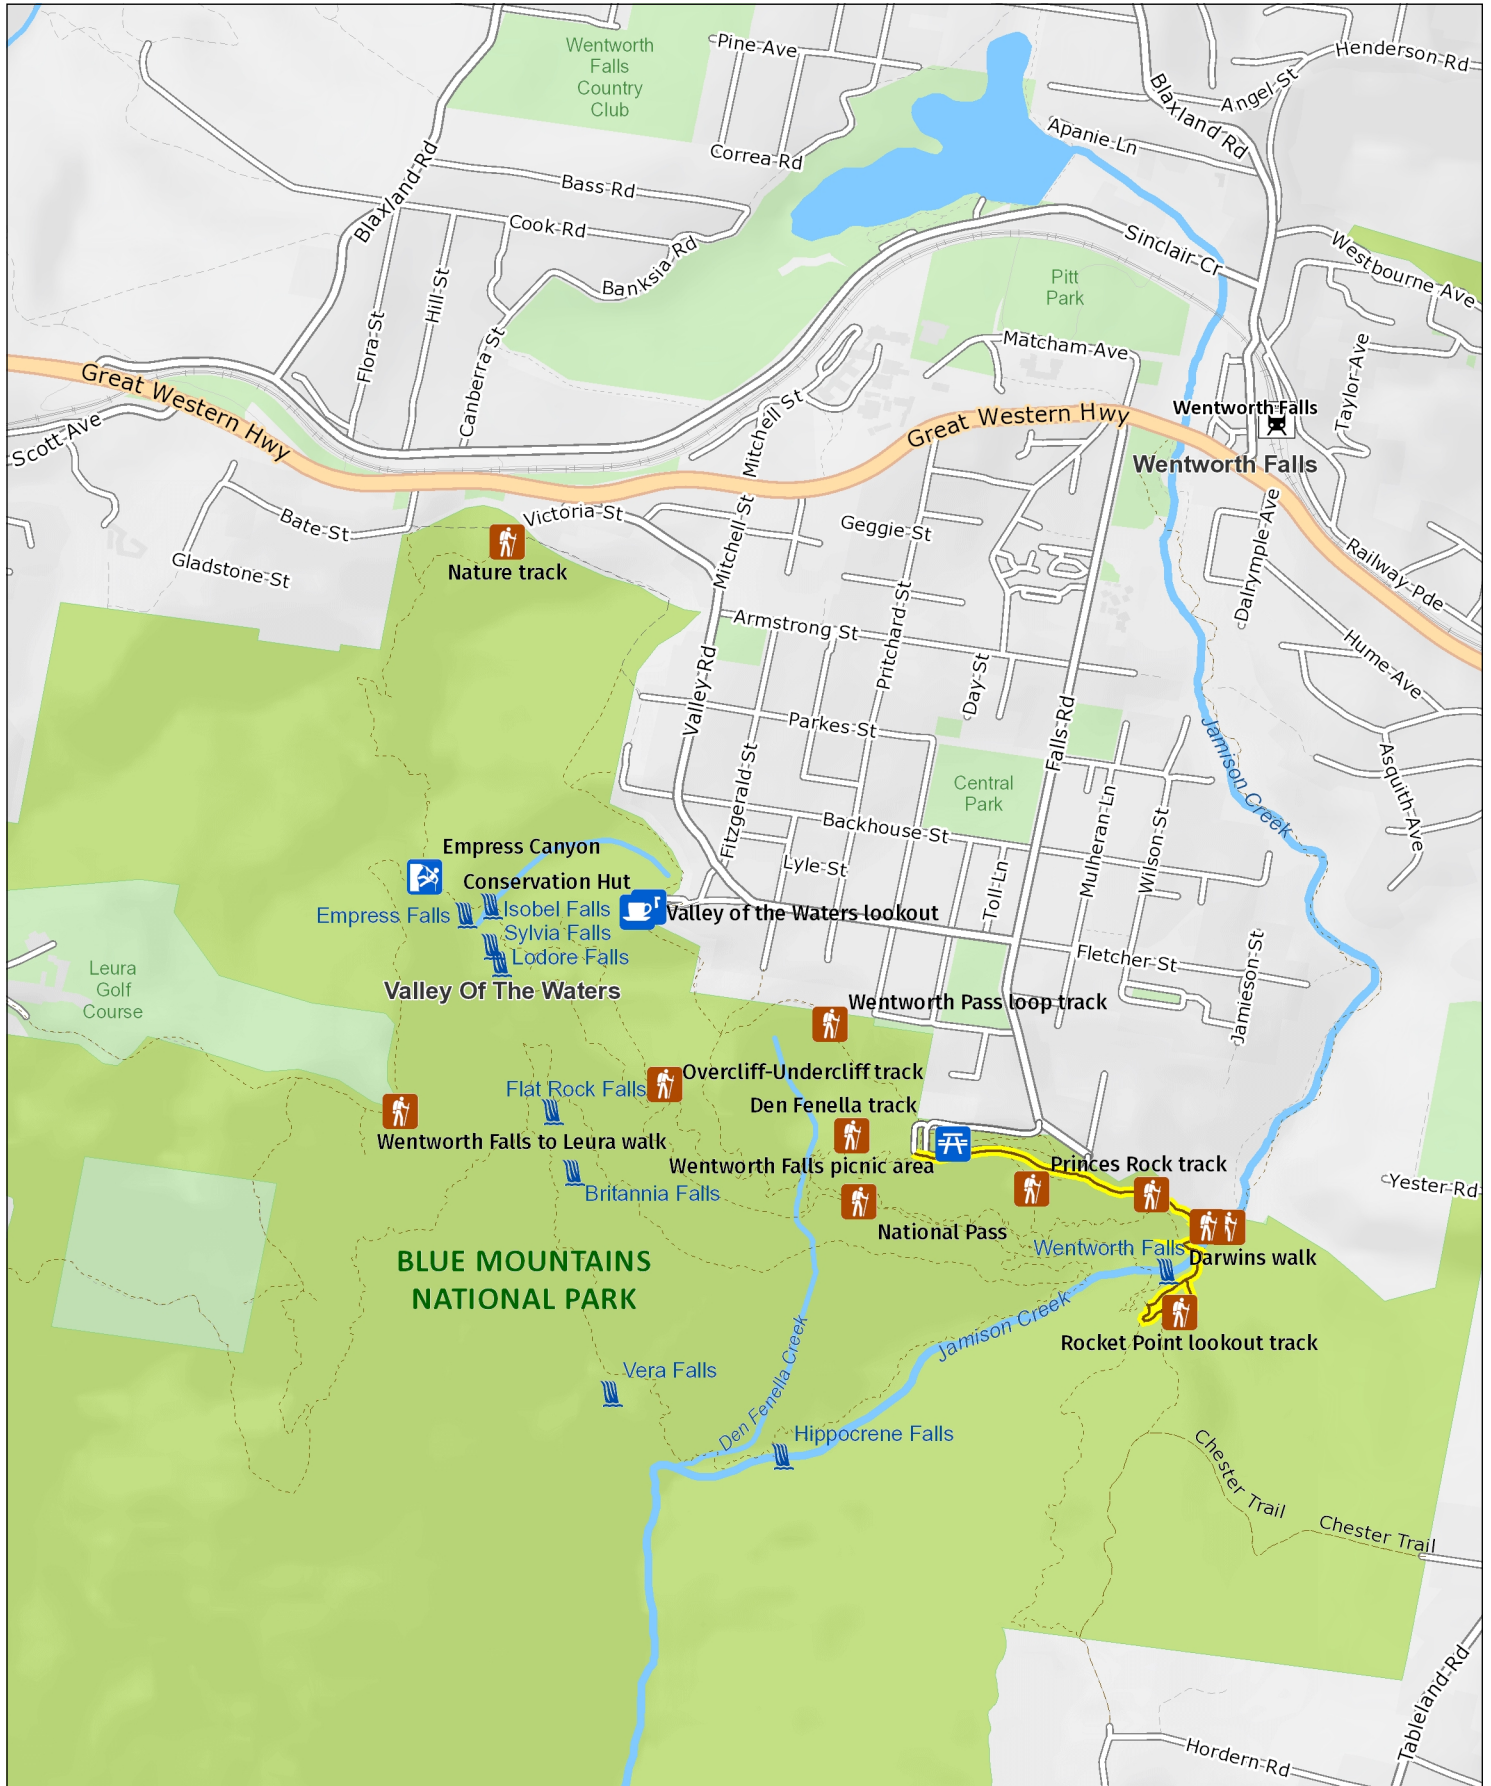 Pine Ave
Henderson Rd
Wentworth
Falls
Country
Club
Angel St
Blaxland Rd
Apanie Ln
Correa Rd
Blaxland Rd
Bass Rd
Cook Rd
Banksia Rd
Sinclair Cr
Westbourne Ave
Pitt
Park
Hill St
Flora St
Canberra St
Matcham Ave
Taylor Ave
Great Western Hwy
Scott Ave
Mitchell St
Great Western Hwy
Wentworth Falls
Wentworth Falls
Bate St
Victoria St
Gladstone St
Nature track
Mitchell St
Geggie St
Dalrymple Ave
Railway Pde
Armstrong St
Pritchard St
Day St
Hume Ave
Valley Rd
Parkes St
Falls Rd
Jamison Creek
Asquith Ave
Fitzgerald St
Central
Park
Backhouse St
Mulheran Ln
Wilson St
Lyle St
Toll Ln
Empress Canyon
Conservation Hut
Empress Falls
Isobel Falls
Valley of the Waters lookout
Sylvia Falls
Lodore Falls
Valley Of The Waters
Fletcher St
Jamieson St
Leura
Golf
Course
Wentworth Pass loop track
Overcliff-Undercliff track
Flat Rock Falls
Den Fenella track
Wentworth Falls to Leura walk
Wentworth Falls picnic area
Princes Rock track
Britannia Falls
Yester Rd
National Pass
Wentworth Falls
Darwins walk
BLUE MOUNTAINS
NATIONAL PARK
Jamison Creek
Rocket Point lookout track
Vera Falls
Den Fenella Creek
Hippocrene Falls
Chester Trail
Chester Trail
Tableland Rd
Hordern Rd